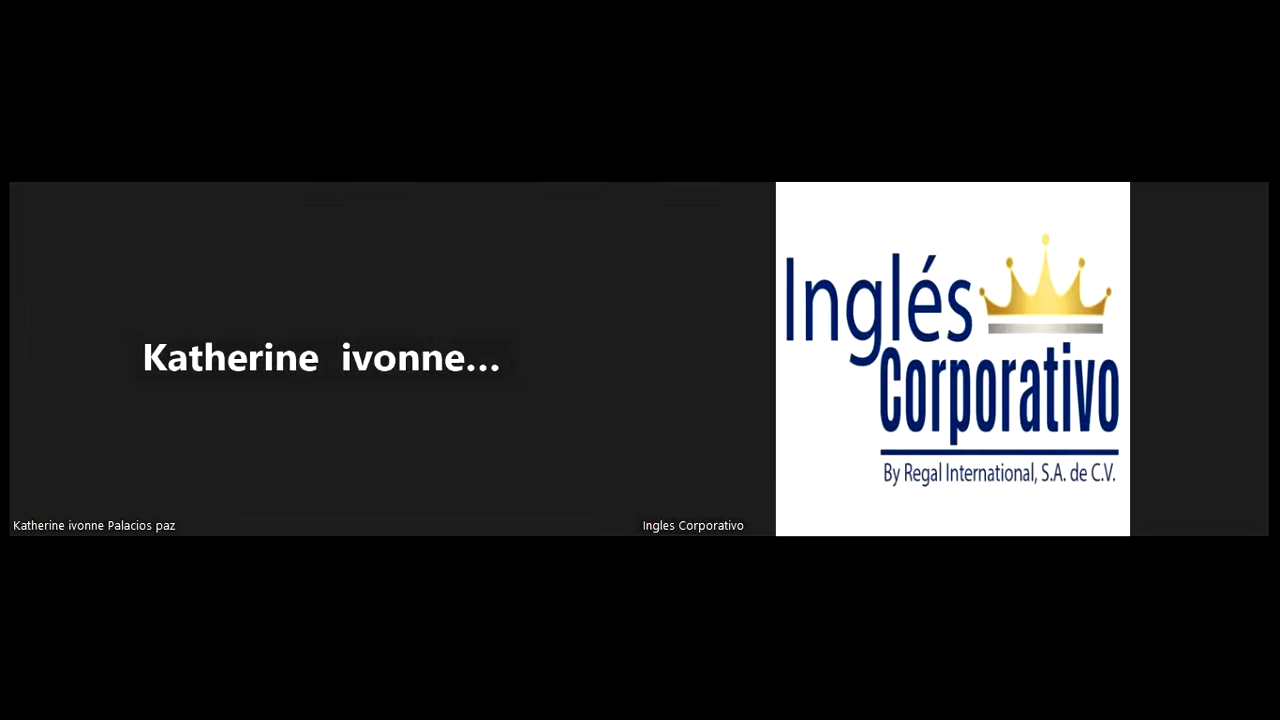 Katherine ivonne...
Katherine ivonne Palacios paz
Inglés
Corporativo
By Regal International, S.A. de C.V.
Ingles Corporativo